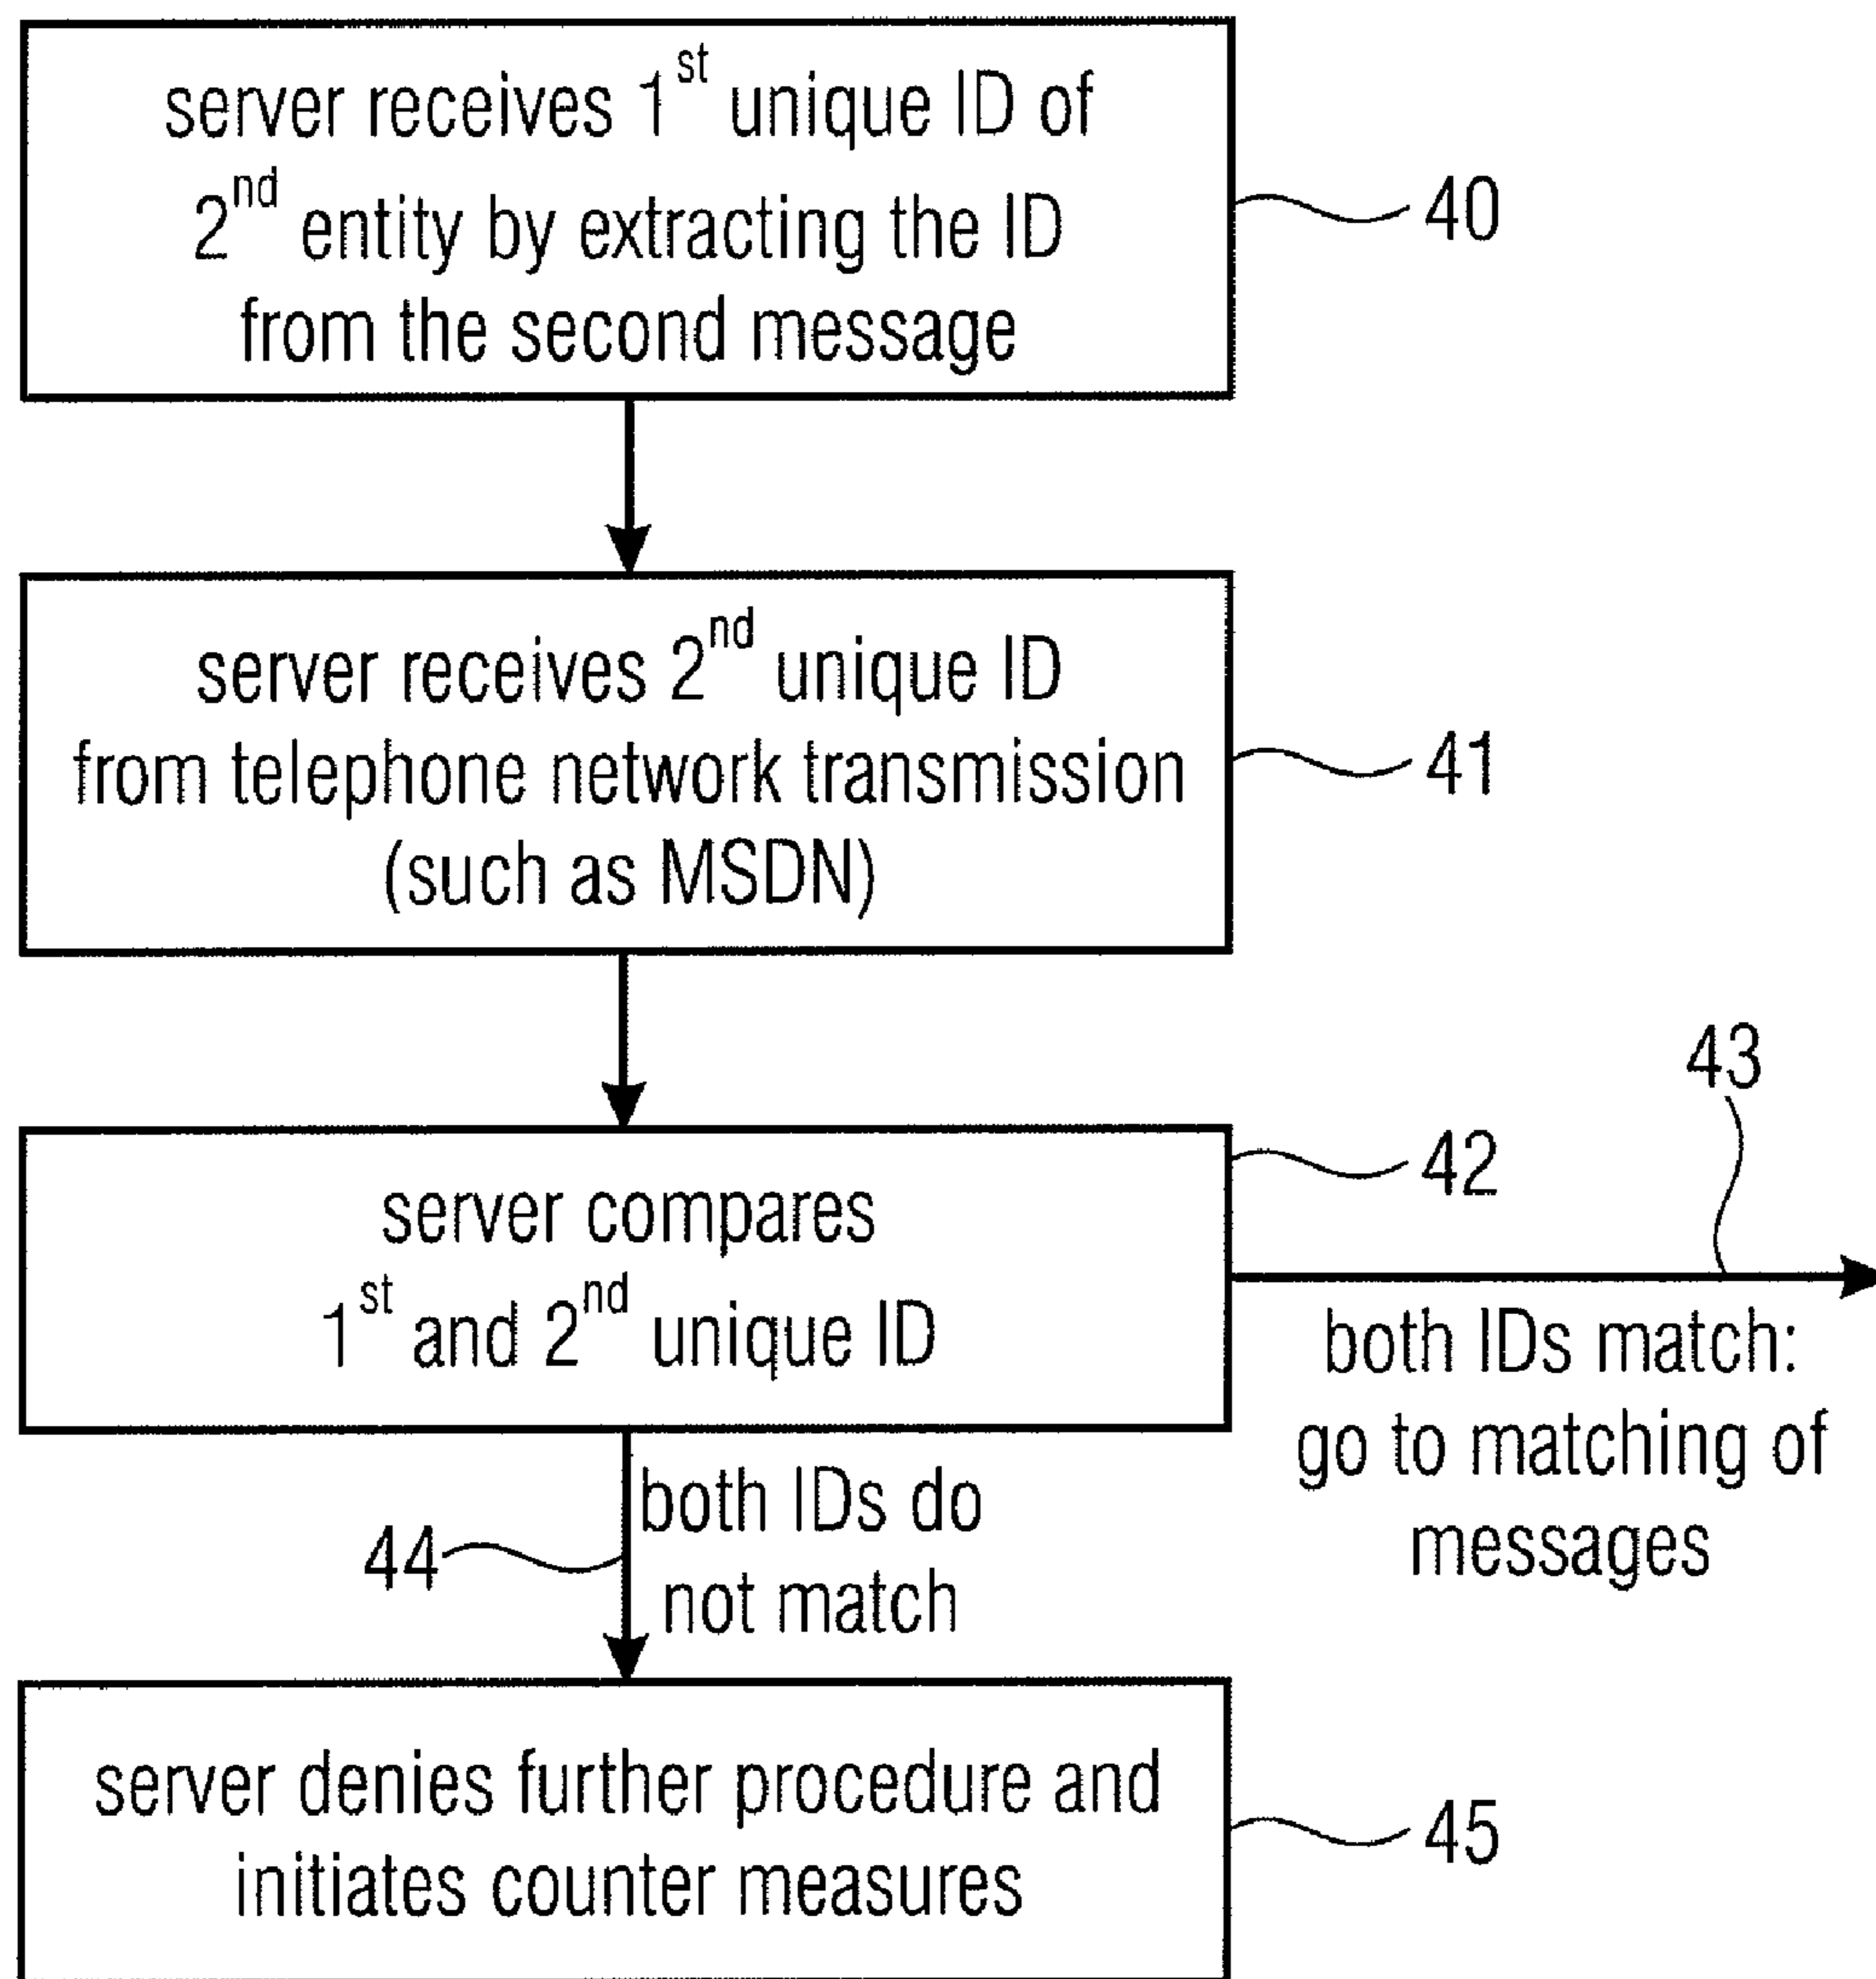 server receives 1st unique ID of
2nd entity by extracting the ID
from the second message
40
server receives 2nd unique ID
from telephone network transmission
(such as MSDN)
41
server compares
1st and 2nd unique ID
42
43
both IDs match:
go to matching of
messages
both IDs do
not match
44
server denies further procedure and
initiates counter measures
45